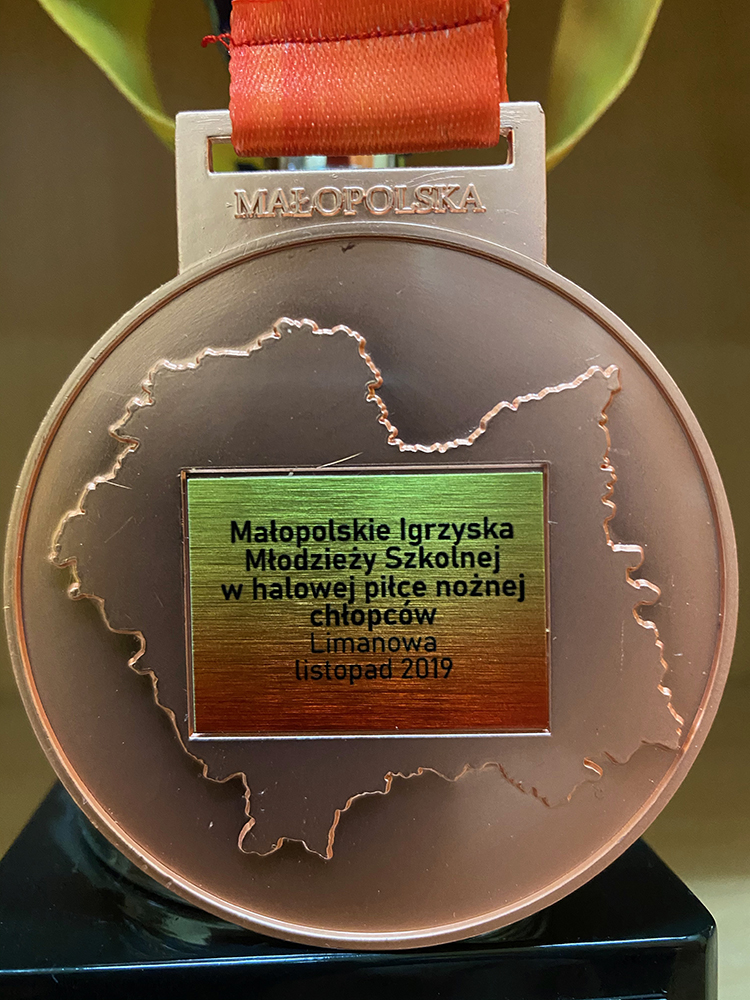 MAŁOPOLSKA
Małopolskie Igrzyska
Młodzieży Szkolnej
w halowej piłce nożnej
chłopców
Limanowa
listopad 2019